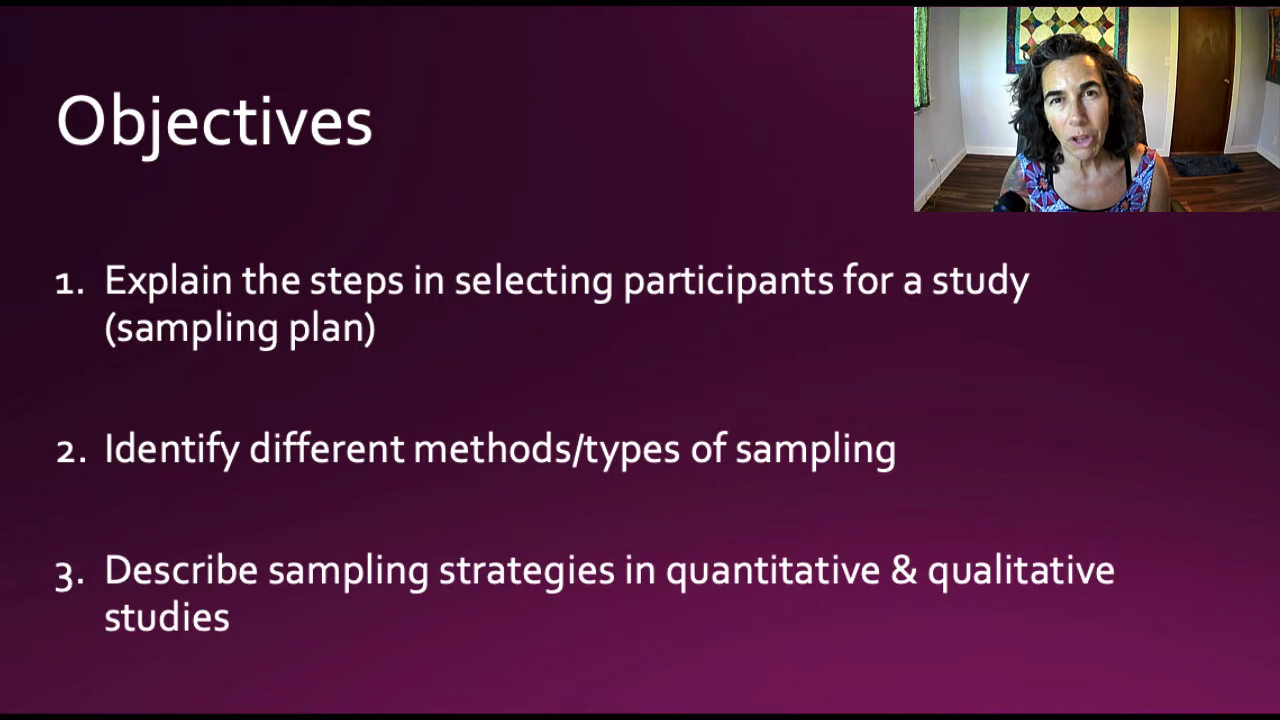 Objectives
1. Explain the steps in selecting participants for a study
(sampling plan)
2. Identify different methods/types of sampling
3. Describe sampling strategies in quantitative & qualitative
studies